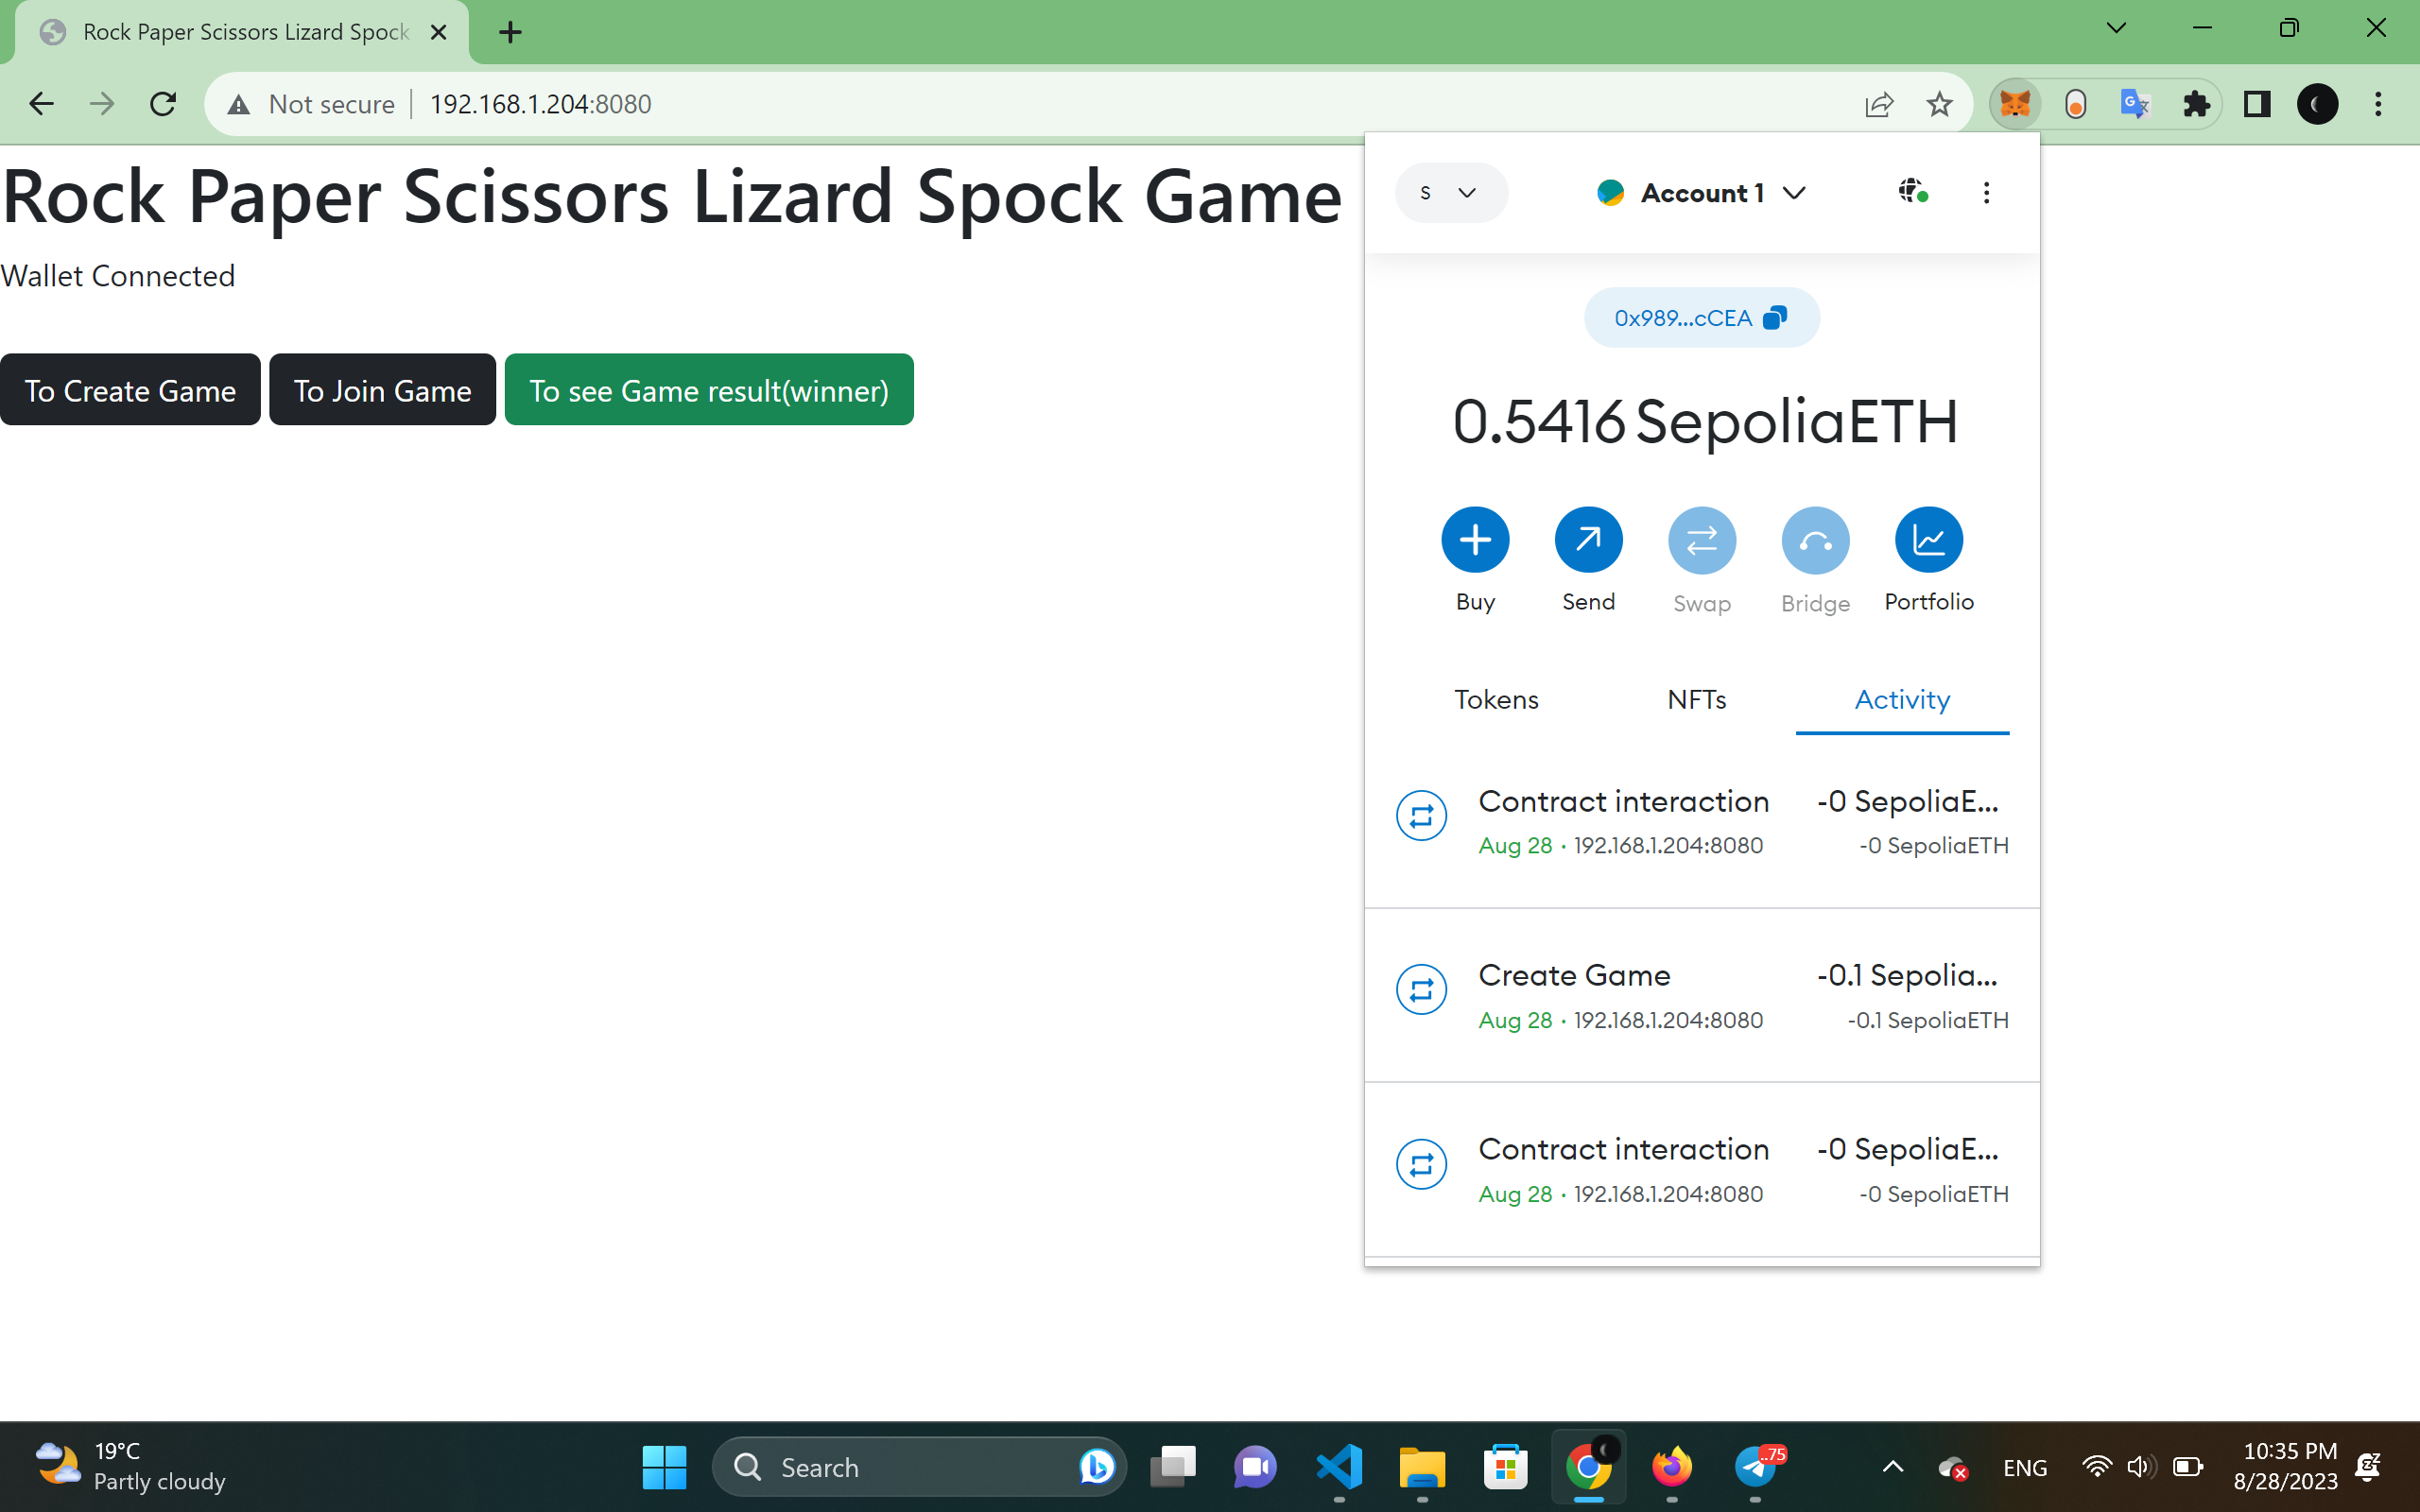 Rock Paper Scissors Lizard Spock
Not secure
192.168.1.204:8080
Rock Paper Scissors Lizard Spock Game
Wallet Connected
To Create Game
To Join Game
To see Game result(winner)
S
Account 1
0x989...cCEA
0.5416 SepoliaETH
Buy
Send
Swap
Bridge
Portfolio
Tokens
NFTs
Activity
Contract interaction
-0 SepoliaE...
Aug 28 · 192.168.1.204:8080
-0 SepoliaETH
Create Game
-0.1 Sepolia...
Aug 28 · 192.168.1.204:8080
-0.1 SepoliaETH
Contract interaction
-0 SepoliaE...
Aug 28 · 192.168.1.204:8080
-0 SepoliaETH
19°C
Partly cloudy
Search
..75
ENG
10:35 PM
8/28/2023